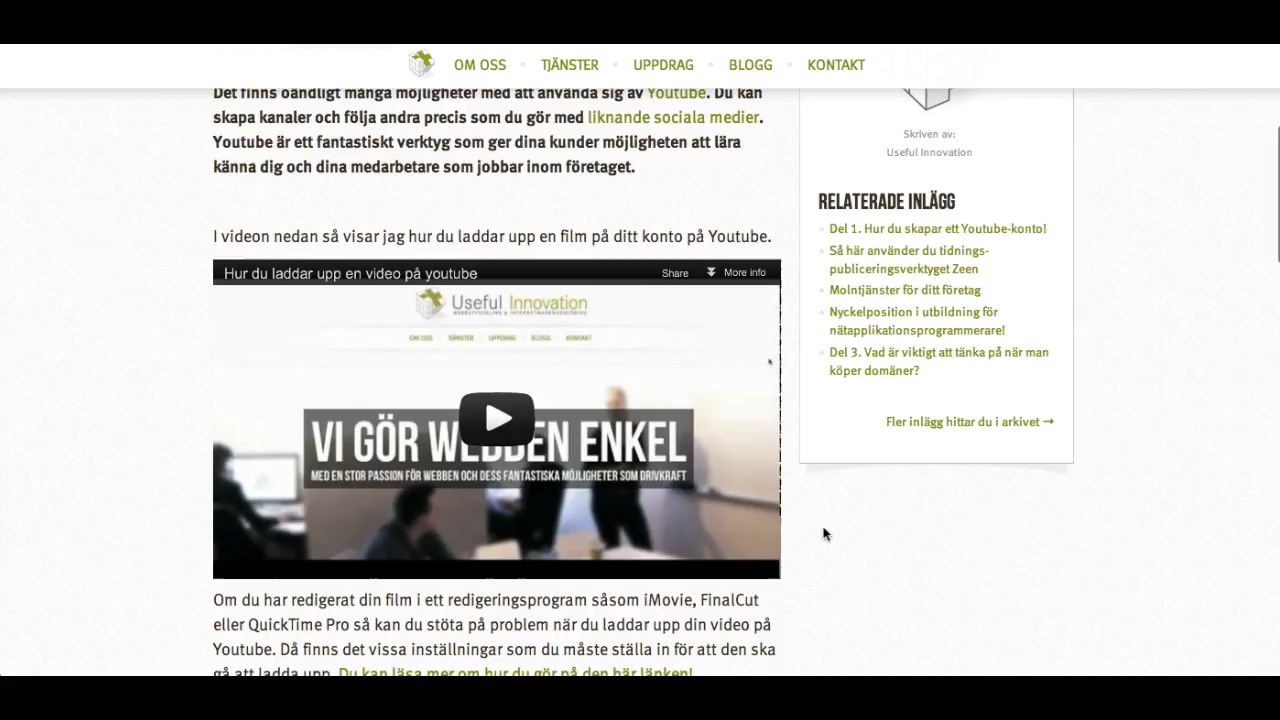 OM OSS
TJÄNSTER
UPPDRAG
BLOGG
KONTAKT
Det finns oändligt många möjligheter med att använda sig av Youtube. Du kan
skapa kanaler och följa andra precis som du gör med liknande sociala medier.
Youtube är ett fantastiskt verktyg som ger dina kunder möjligheten att lära
känna dig och dina medarbetare som jobbar inom företaget.
I videon nedan så visar jag hur du laddar upp en film på ditt konto på Youtube.
Hur du laddar upp en video på youtube
Share
More info
Useful Innovation
WEBBUTVECKLING & INTERNETMARKNADSFÖRING
OM OSS
TJÄNSTER
UPPDRAG
BLOGG
KONTAKT
VI GÖR WEBBEN ENKEL
MED EN STOR PASSION FÖR WEBBEN OCH DESS FANTASTISKA MÖJLIGHETER SOM DRIVKRAFT
Om du har redigerat din film i ett redigeringsprogram såsom iMovie, FinalCut
eller QuickTime Pro så kan du stöta på problem när du laddar upp din video på
Youtube. Då finns det vissa inställningar som du måste ställa in för att den ska
gå att ladda upp. Du kan läsa mer om hur du gör på den här länken!
Skriven av:
Useful Innovation
RELATERADE INLÄGG
Del 1. Hur du skapar ett Youtube-konto!
Så här använder du tidnings-
publiceringsverktyget Zeen
Molntjänster för ditt företag
Nyckelposition i utbildning för
nätapplikationsprogrammerare!
Del 3. Vad är viktigt att tänka på när man
köper domäner?
Fler inlägg hittar du i arkivet →